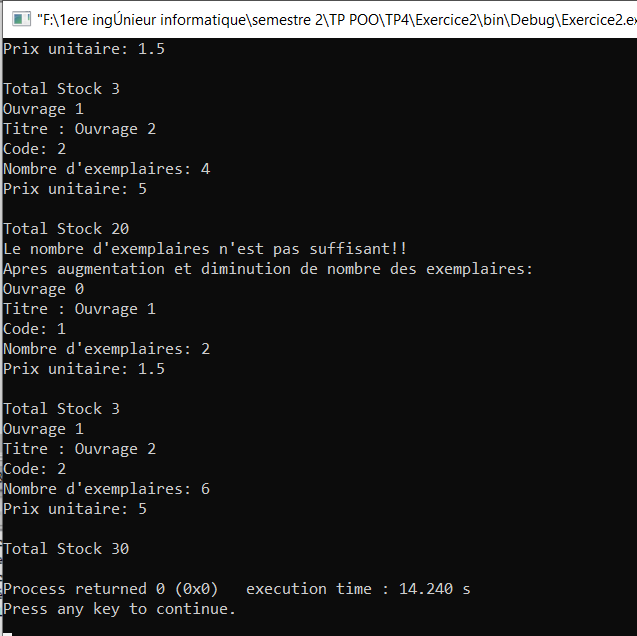 "F:\1ere ingÚnieur informatique\semestre 2\TP POO\TP4\Exercice2\bin\Debug\Exercice2.ex
Prix unitaire: 1.5
Total Stock 3
Ouvrage 1
Titre : Ouvrage 2
Code: 2
Nombre d'exemplaires: 4
Prix unitaire: 5
Total Stock 20
Le nombre d'exemplaires n'est pas suffisant!!
Apres augmentation et diminution de nombre des exemplaires:
Ouvrage 0
Titre : Ouvrage 1
Code: 1
Nombre d'exemplaires: 2
Prix unitaire: 1.5
Total Stock 3
Ouvrage 1
Titre : Ouvrage 2
Code: 2
Nombre d'exemplaires: 6
Prix unitaire: 5
Total Stock 30
Process returned 0 (0x0)   execution time : 14.240 s
Press any key to continue.